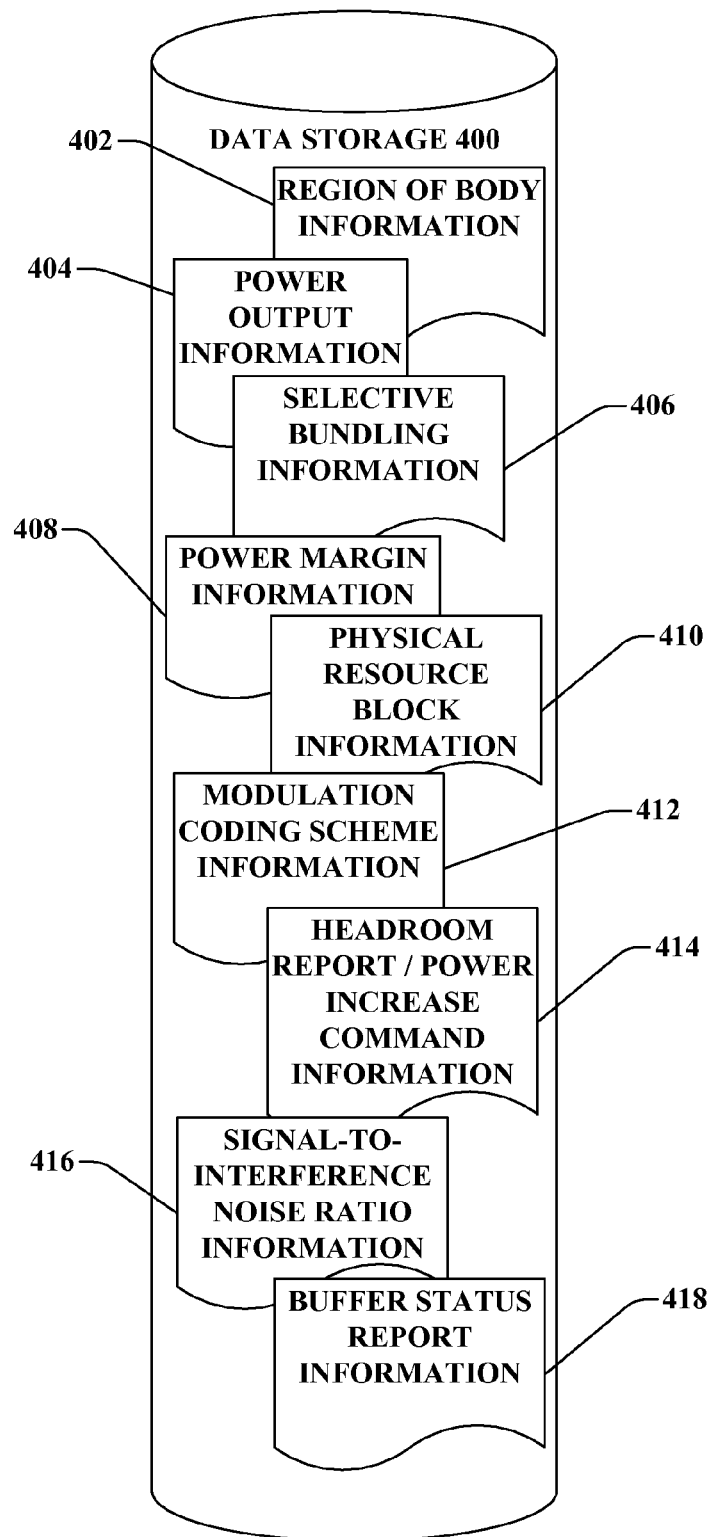 DATA STORAGE 400
402
REGION OF BODY
INFORMATION
404
POWER
OUTPUT
INFORMATION
SELECTIVE
BUNDLING
INFORMATION
406
408
POWER MARGIN
INFORMATION
PHYSICAL
RESOURCE
BLOCK
INFORMATION
410
MODULATION
CODING SCHEME
INFORMATION
412
HEADROOM
REPORT / POWER
INCREASE
COMMAND
INFORMATION
414
416
SIGNAL-TO-
INTERFERENCE
NOISE RATIO
INFORMATION
BUFFER STATUS
REPORT
INFORMATION
418